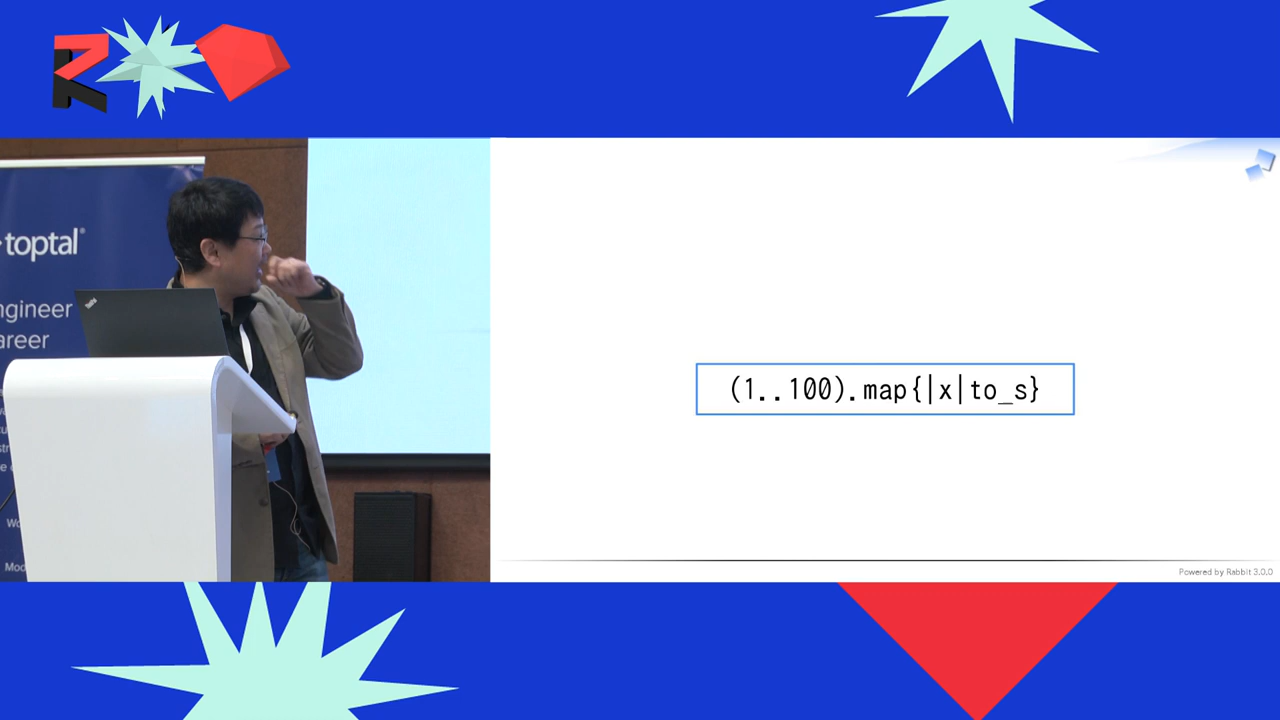 toptal
ngineer
areer
(1..100).map{|x|to_s}
Powered by Rabbit 3.0.0